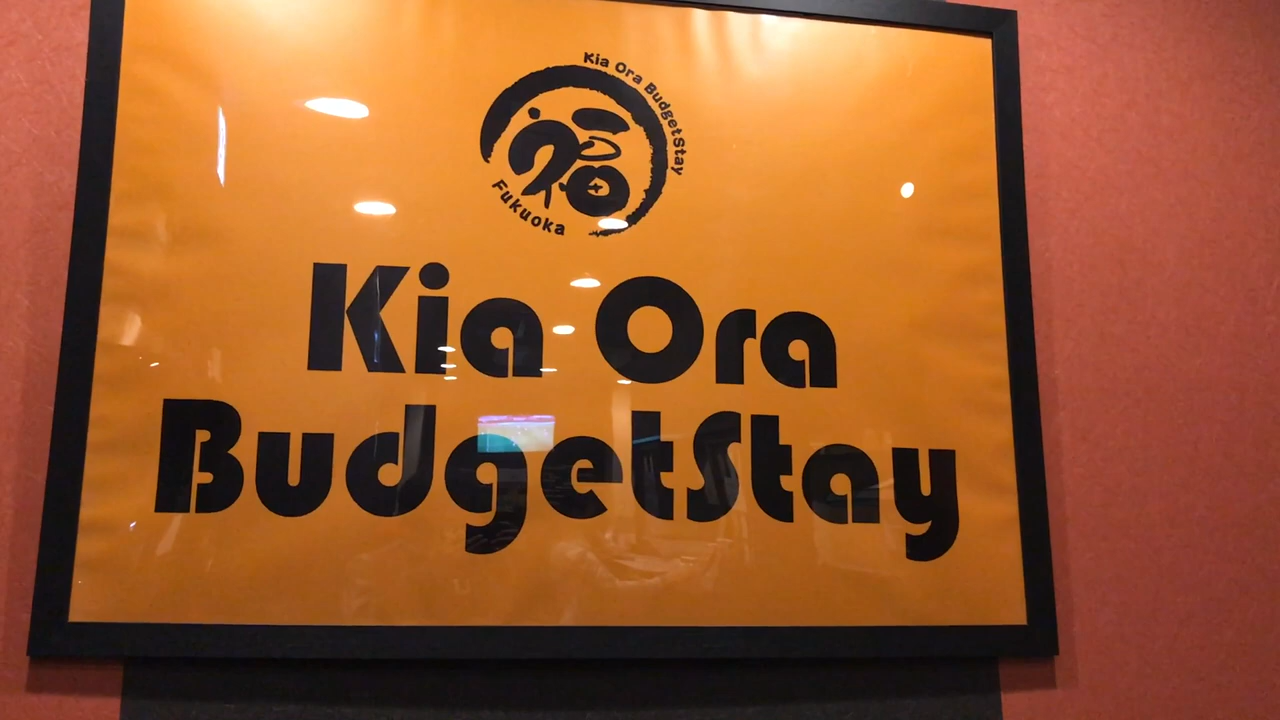 Kia Ora BudgetStay
福
Fukuoka
Kia Ora
BudgetStay